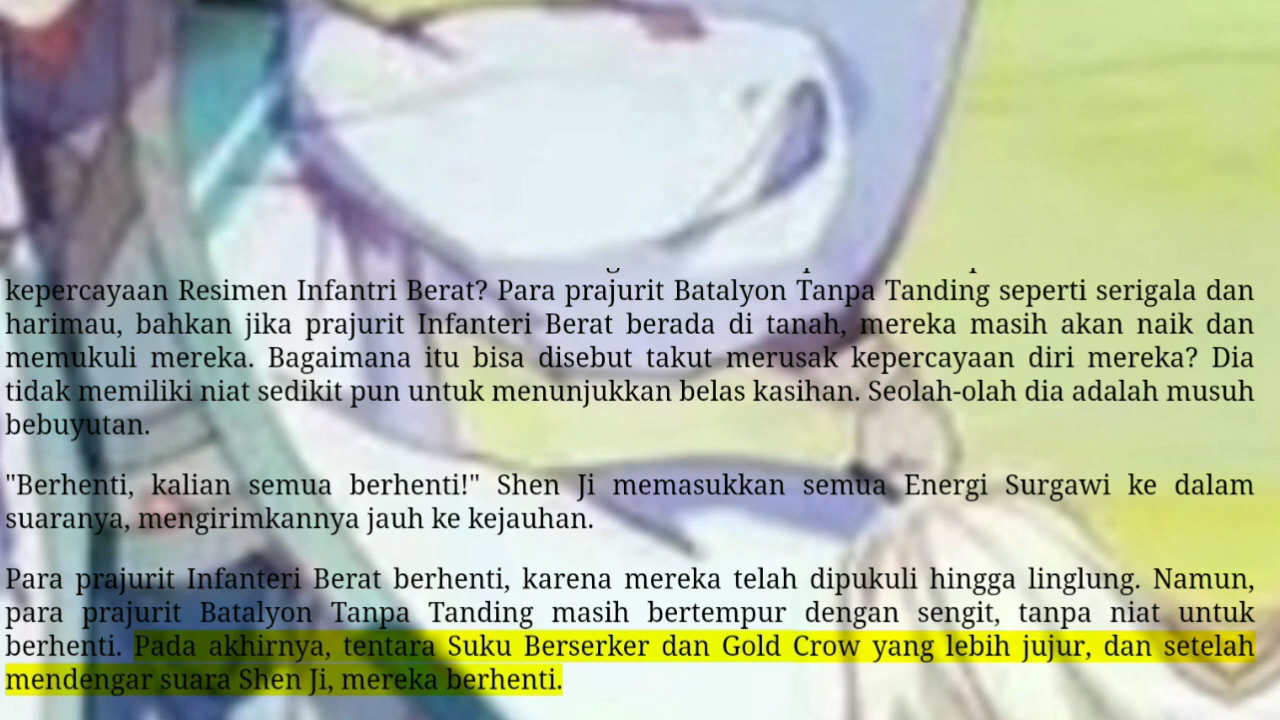 kepercayaan Resimen Infantri Berat? Para prajurit Batalyon Tanpa Tanding seperti serigala dan
harimau, bahkan jika prajurit Infanteri Berat berada di tanah, mereka masih akan naik dan
memukuli mereka. Bagaimana itu bisa disebut takut merusak kepercayaan diri mereka? Dia
tidak memiliki niat sedikit pun untuk menunjukkan belas kasihan. Seolah-olah dia adalah musuh
bebuyutan.
"Berhenti, kalian semua berhenti!" Shen Ji memasukkan semua Energi Surgawi ke dalam
suaranya, mengirimkannya jauh ke kejauhan.
Para prajurit Infanteri Berat berhenti, karena mereka telah dipukuli hingga linglung. Namun,
para prajurit Batalyon Tanpa Tanding masih bertempur dengan sengit, tanpa niat untuk
berhenti. Pada akhirnya, tentara Suku Berserker dan Gold Crow yang lebih jujur, dan setelah
mendengar suara Shen Ji, mereka berhenti.